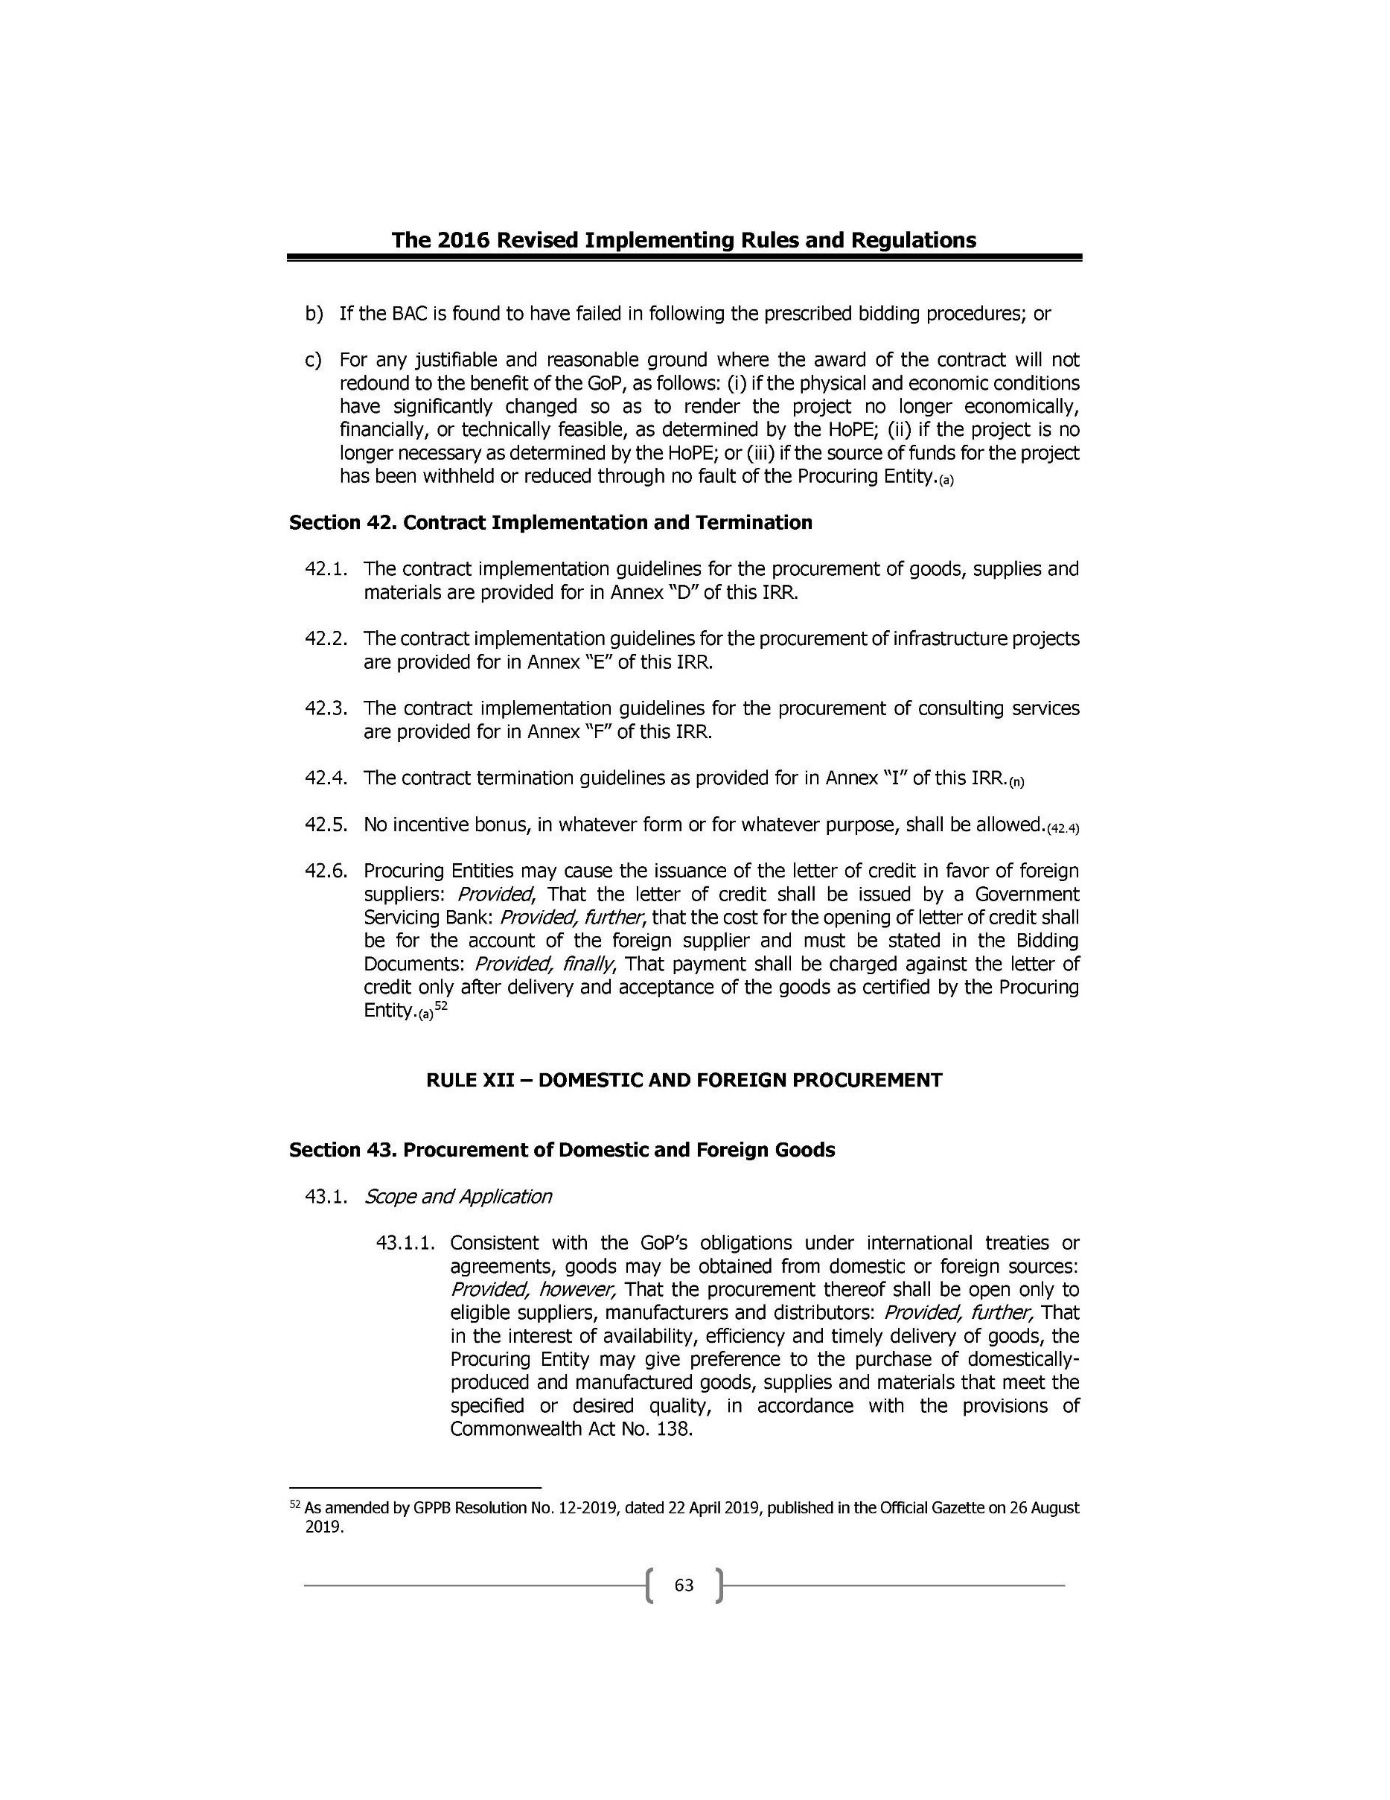 The 2016 Revised Implementing Rules and Regulations
b) If the BAC is found to have failed in following the prescribed bidding procedures; or
c) For any justifiable and reasonable ground where the award of the contract will not
redound to the benefit of the GoP, as follows: (i) if the physical and economic conditions
have significantly changed so as to render the project no longer economically,
financially, or technically feasible, as determined by the HoPE; (ii) if the project is no
longer necessary as determined by the HoPE; or (iii) if the source of funds for the project
has been withheld or reduced through no fault of the Procuring Entity.(a)
Section 42. Contract Implementation and Termination
42.1. The contract implementation guidelines for the procurement of goods, supplies and
materials are provided for in Annex “D” of this IRR.
42.2. The contract implementation guidelines for the procurement of infrastructure projects
are provided for in Annex “E” of this IRR.
42.3. The contract implementation guidelines for the procurement of consulting services
are provided for in Annex “F” of this IRR.
42.4. The contract termination guidelines as provided for in Annex “I” of this IRR.(n)
42.5. No incentive bonus, in whatever form or for whatever purpose, shall be allowed.(42.4)
42.6. Procuring Entities may cause the issuance of the letter of credit in favor of foreign
suppliers: Provided, That the letter of credit shall be issued by a Government
Servicing Bank: Provided, further, that the cost for the opening of letter of credit shall
be for the account of the foreign supplier and must be stated in the Bidding
Documents: Provided, finally, That payment shall be charged against the letter of
credit only after delivery and acceptance of the goods as certified by the Procuring
Entity.(a)52
RULE XII – DOMESTIC AND FOREIGN PROCUREMENT
Section 43. Procurement of Domestic and Foreign Goods
43.1. Scope and Application
43.1.1. Consistent with the GoP’s obligations under international treaties or
agreements, goods may be obtained from domestic or foreign sources:
Provided, however, That the procurement thereof shall be open only to
eligible suppliers, manufacturers and distributors: Provided, further, That
in the interest of availability, efficiency and timely delivery of goods, the
Procuring Entity may give preference to the purchase of domestically-
produced and manufactured goods, supplies and materials that meet the
specified or desired quality, in accordance with the provisions of
Commonwealth Act No. 138.
52 As amended by GPPB Resolution No. 12-2019, dated 22 April 2019, published in the Official Gazette on 26 August
2019.
63